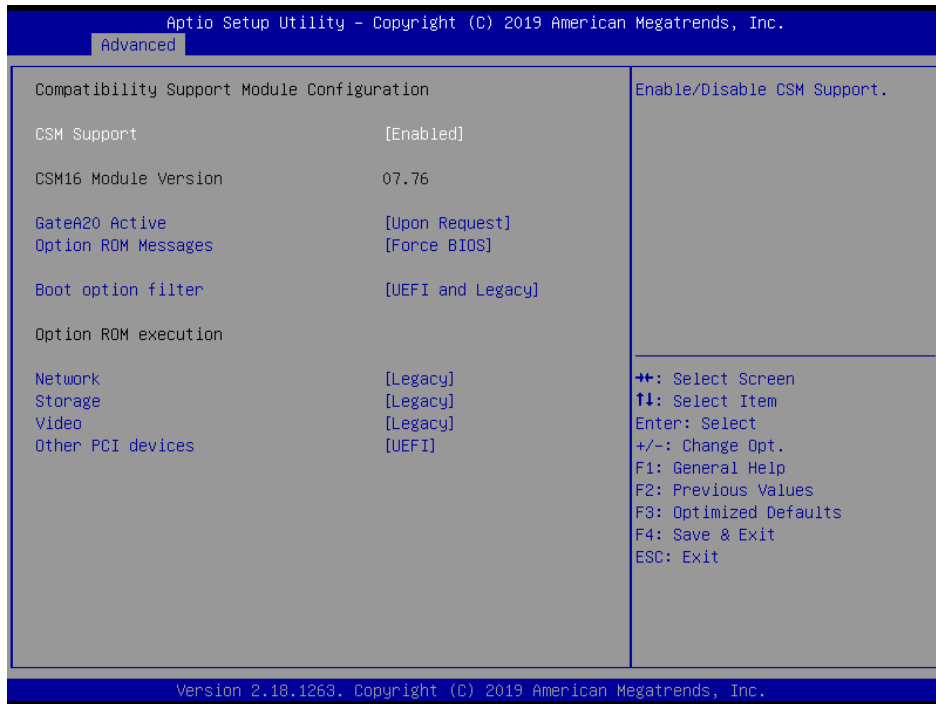 Aptio Setup Utility – Copyright (C) 2019 American Megatrends, Inc.
Advanced
Compatibility Support Module Configuration
CSM Support [Enabled]
CSM16 Module Version 07.76
GateA20 Active [Upon Request]
Option ROM Messages [Force BIOS]
Boot option filter [UEFI and Legacy]
Option ROM execution
Network [Legacy]
Storage [Legacy]
Video [Legacy]
Other PCI devices [UEFI]
Enable/Disable CSM Support.
→←: Select Screen
↑↓: Select Item
Enter: Select
+/-: Change Opt.
F1: General Help
F2: Previous Values
F3: Optimized Defaults
F4: Save & Exit
ESC: Exit
Version 2.18.1263. Copyright (C) 2019 American Megatrends, Inc.